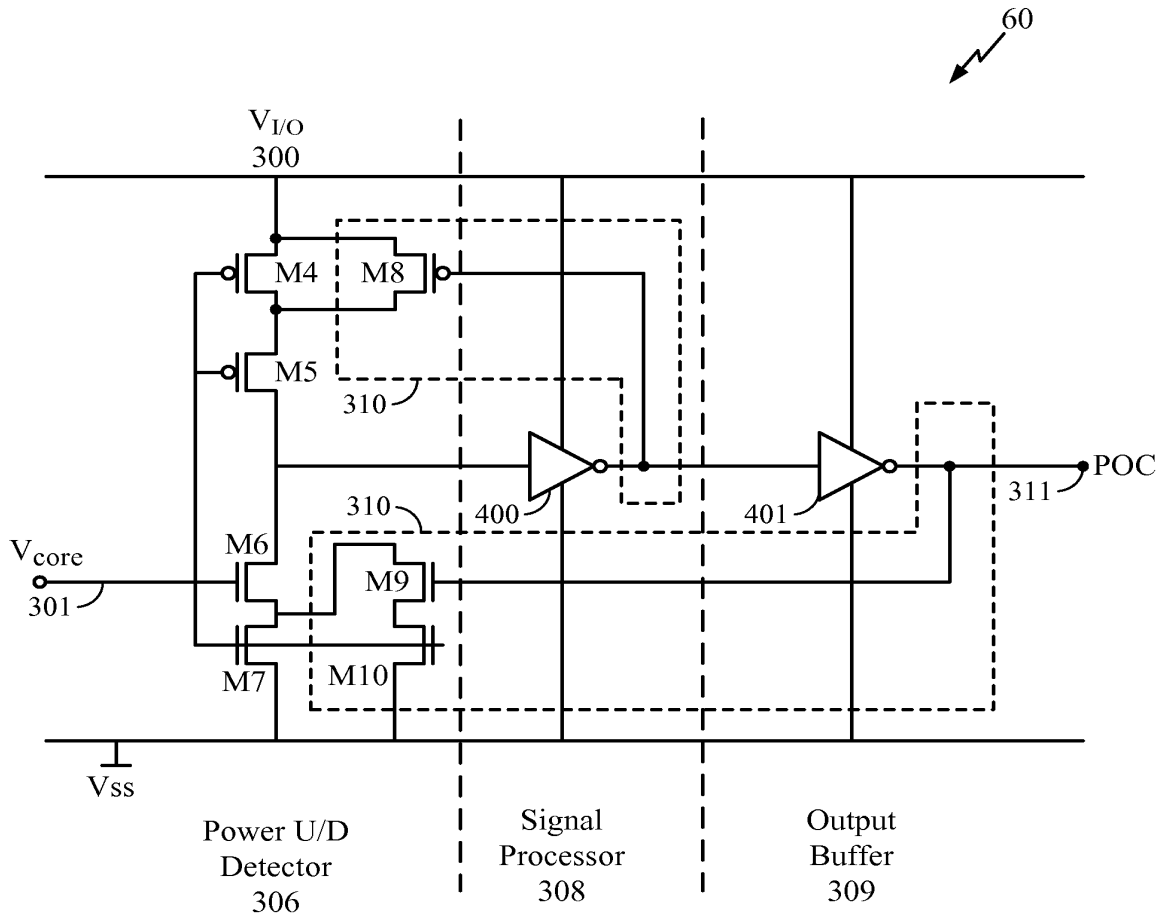 60
V_I/O
300
M4
M8
M5
310
400
401
POC
311
310
Vcore
301
M6
M9
M7
M10
Vss
Power U/D
Detector
306
Signal
Processor
308
Output
Buffer
309